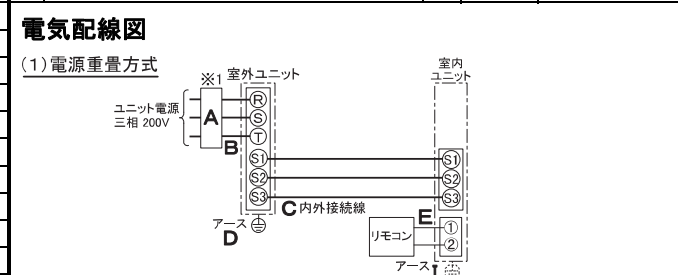 電気配線図
(1)電源重畳方式
※1
室外ユニット
室内
ユニット
ユニット電源
三相 200V
A
R
S
T
B
S1
S2
S3
S1
S2
S3
C 内外接続線
アース
D
リモコン
E
①
②
アース I